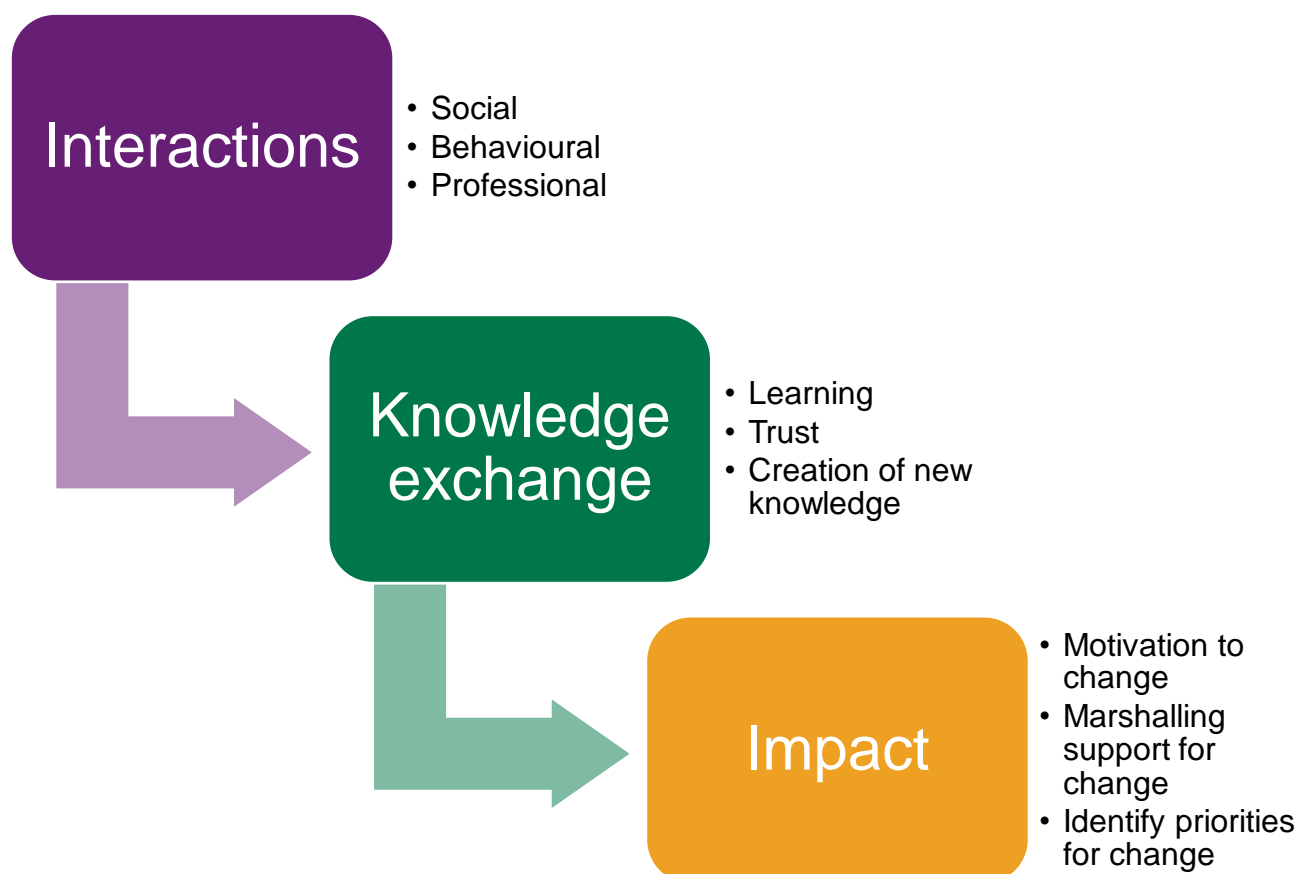 Interactions
• Social
• Behavioural
• Professional
Knowledge
exchange
• Learning
• Trust
• Creation of new
knowledge
Impact
• Motivation to
change
• Marshalling
support for
change
• Identify priorities
for change